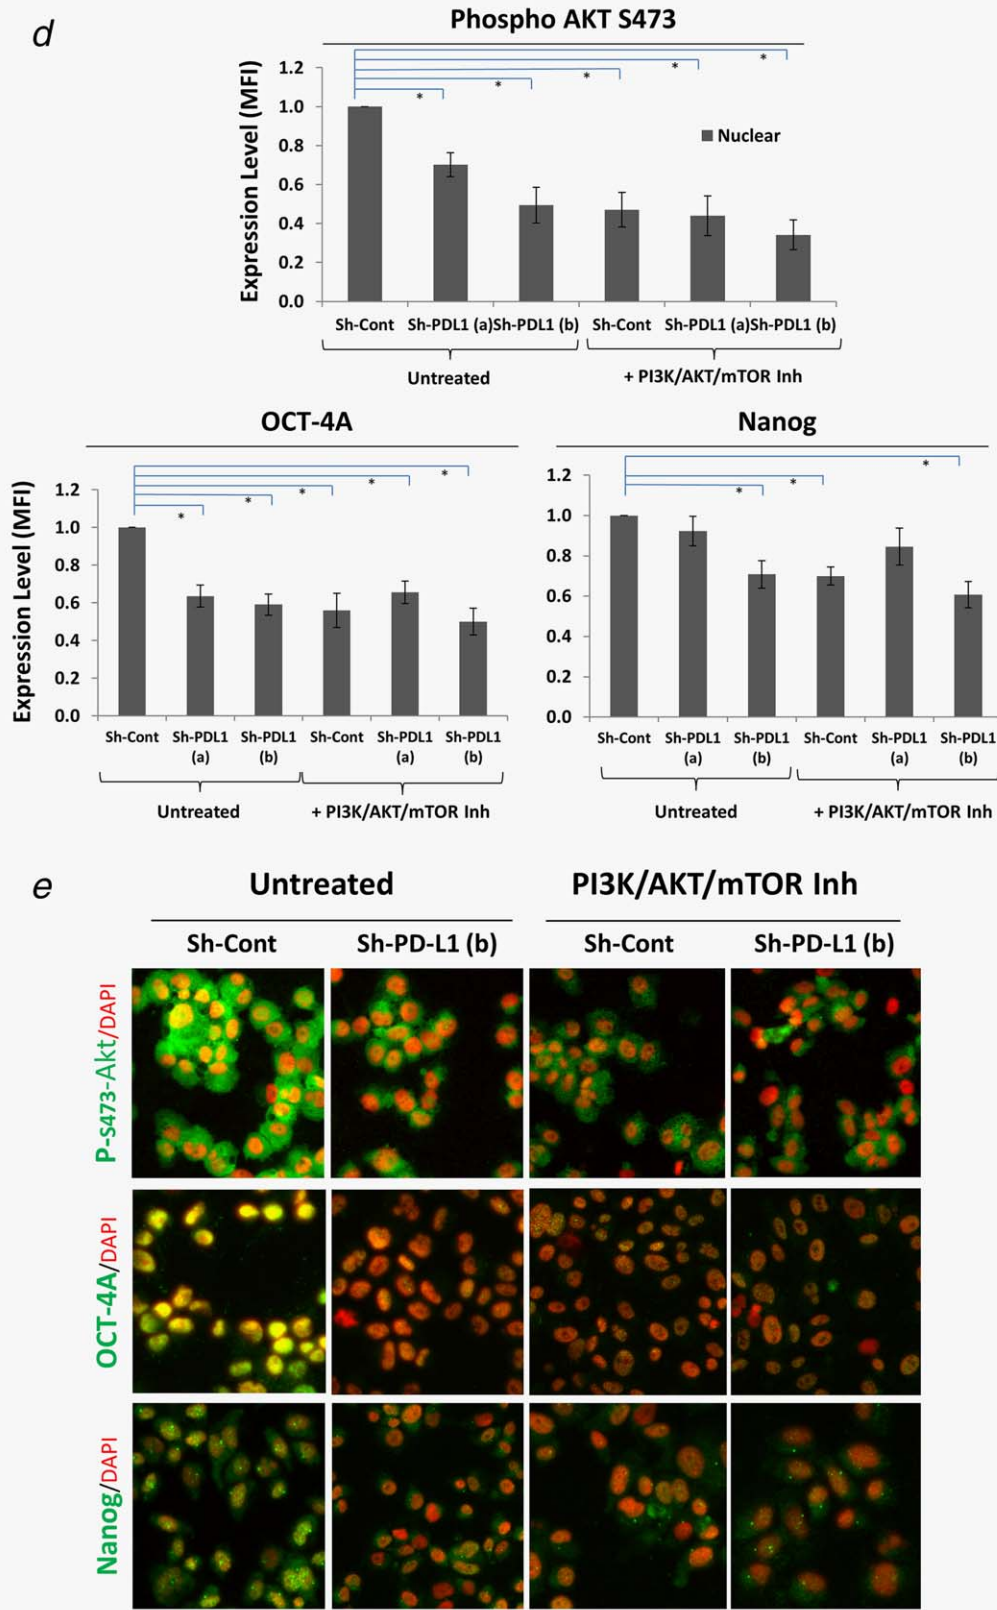 d
Phospho AKT S473
Expression Level (MFI)
1.2
1.0
0.8
0.6
0.4
0.2
0.0
* * * * *
Nuclear
Sh-Cont Sh-PDL1 (a)Sh-PDL1 (b) Sh-Cont Sh-PDL1 (a)Sh-PDL1 (b)
Untreated + PI3K/AKT/mTOR Inh
OCT-4A
Expression Level (MFI)
1.2
1.0
0.8
0.6
0.4
0.2
0.0
* * * * *
Sh-Cont Sh-PDL1 Sh-PDL1 Sh-Cont Sh-PDL1 Sh-PDL1
(a) (b) (a) (b)
Untreated + PI3K/AKT/mTOR Inh
Nanog
1.2
1.0
0.8
0.6
0.4
0.2
0.0
* * *
Sh-Cont Sh-PDL1 Sh-PDL1 Sh-Cont Sh-PDL1 Sh-PDL1
(a) (b) (a) (b)
Untreated + PI3K/AKT/mTOR Inh
e
Untreated PI3K/AKT/mTOR Inh
Sh-Cont Sh-PD-L1 (b) Sh-Cont Sh-PD-L1 (b)
P-S473-Akt/DAPI
OCT-4A/DAPI
Nanog/DAPI